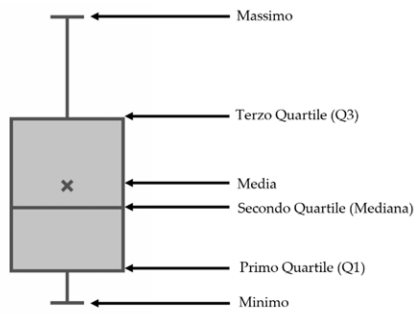 Massimo
Terzo Quartile (Q3)
Media
Secondo Quartile (Mediana)
Primo Quartile (Q1)
Minimo